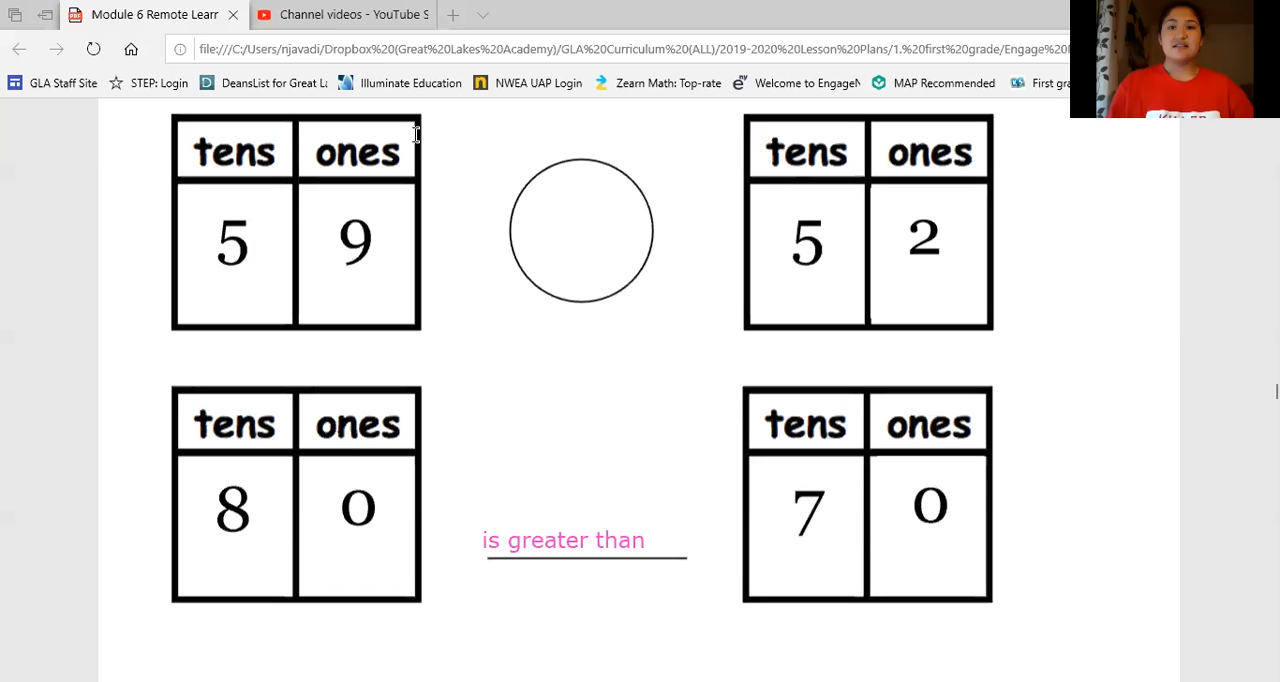 Module 6 Remote Learr
Channel videos - YouTube S
file:///C:/Users/njavadi/Dropbox%20(Great%20Lakes%20Academy)/GLA%20Curriculum%20(ALL)/2019-2020%20Lesson%20Plans/1.%20first%20grade/Engage%20
GLA Staff Site
STEP: Login
DeansList for Great La
Illuminate Education
NWEA UAP Login
Zearn Math: Top-rate
Welcome to EngageN
MAP Recommended
First gra
tens ones
5 9
tens ones
5 2
tens ones
8 0
is greater than
tens ones
7 0